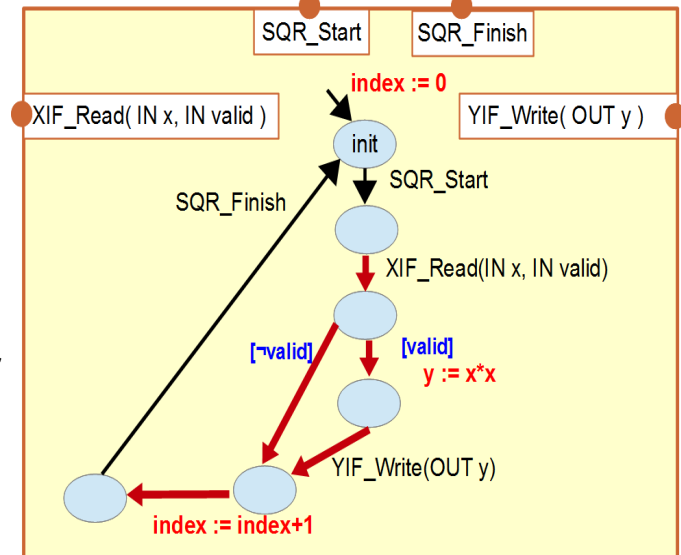 SQR_Start
SQR_Finish
index := 0
XIF_Read( IN x, IN valid )
YIF_Write( OUT y )
init
SQR_Start
SQR_Finish
XIF_Read(IN x, IN valid)
[¬valid]
[valid]
y := x*x
YIF_Write(OUT y)
index := index+1